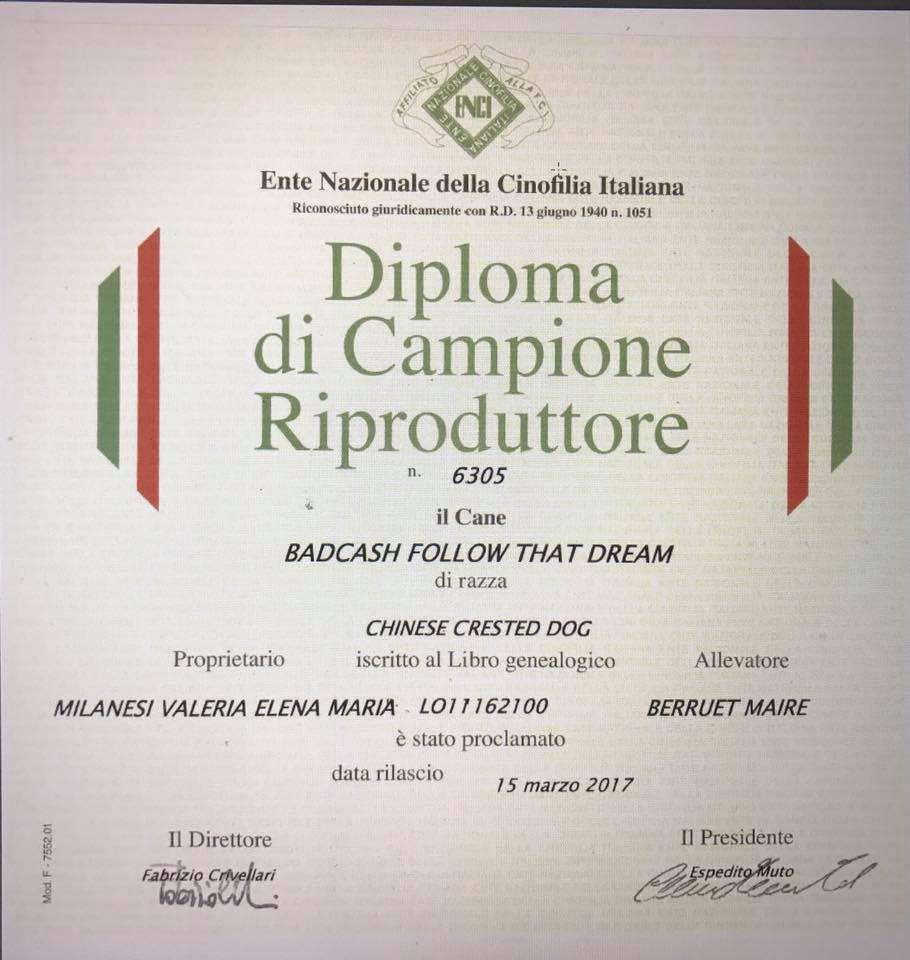 AFFILIATO ALLA F.C.I.
ENTE NAZIONALE CINOFILIA ITALIANA
ENCI
Ente Nazionale della Cinofilia Italiana
Riconosciuto giuridicamente con R.D. 13 giugno 1940 n. 1051
Diploma
di Campione
Riproduttore
n. 6305
il Cane
BADCASH FOLLOW THAT DREAM
di razza
CHINESE CRESTED DOG
Proprietario iscritto al Libro genealogico Allevatore
MILANESI VALERIA ELENA MARIA LO11162100 BERRUET MAIRE
è stato proclamato
data rilascio 15 marzo 2017
Il Direttore Il Presidente
Fabrizio Crivellari Espedito Muto
Mod. F - 7552.01